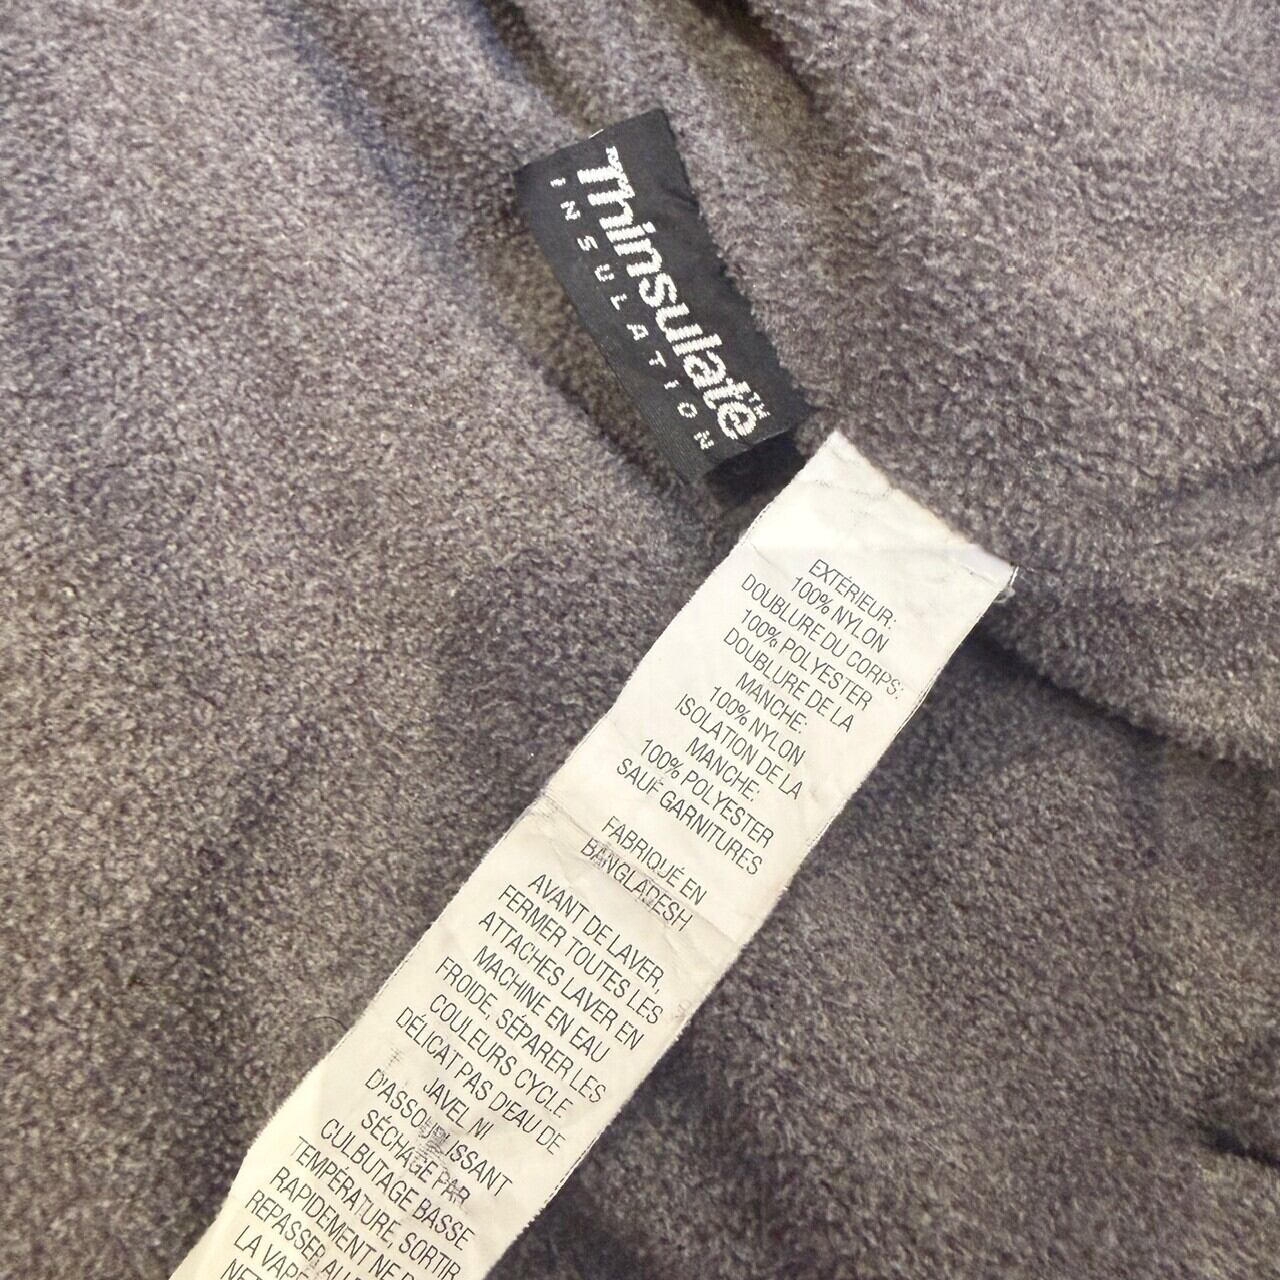 Thinsulate™
INSULATION
EXTÉRIEUR:
100% NYLON
DOUBLURE DU CORPS:
100% POLYESTER
DOUBLURE DE LA
MANCHE:
100% NYLON
ISOLATION DE LA
MANCHE:
100% POLYESTER
SAUF GARNITURES
FABRIQUÉ EN
BANGLADESH
AVANT DE LAVER,
FERMER TOUTES LES
ATTACHES LAVER EN
MACHINE EN EAU
FROIDE, SÉPARER LES
COULEURS CYCLE
DÉLICAT PAS D'EAU DE
JAVEL NI
D'ASSOUPLISSANT
SÉCHAGE PAR
CULBUTAGE BASSE
TEMPÉRATURE, SORTIR
RAPIDEMENT NE
REPASSER
LA